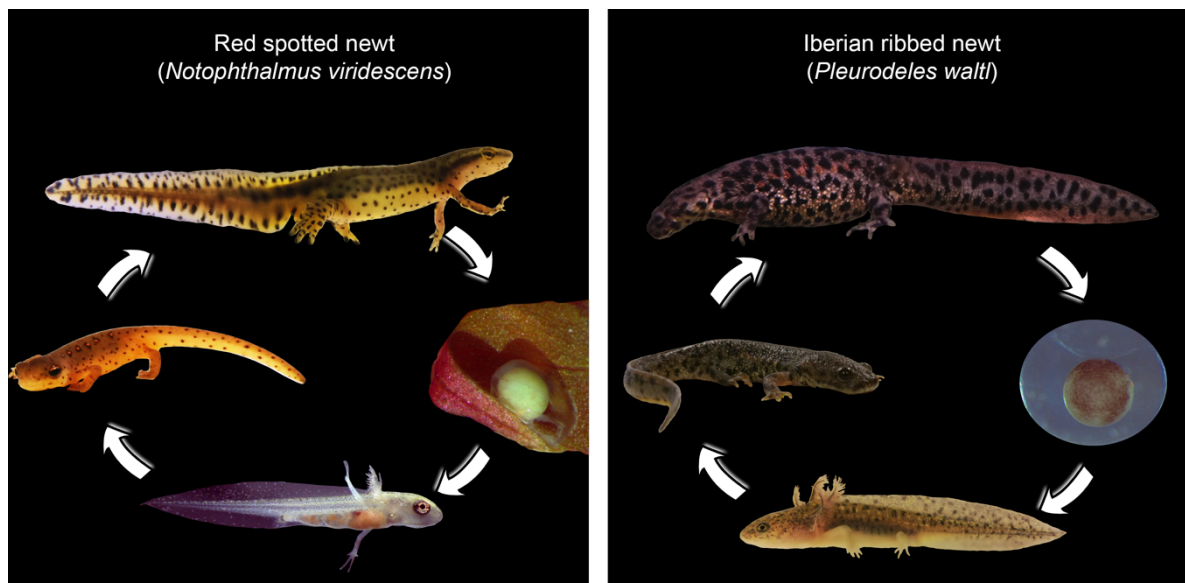 Red spotted newt
(Notophthalmus viridescens)
Iberian ribbed newt
(Pleurodeles waltl)